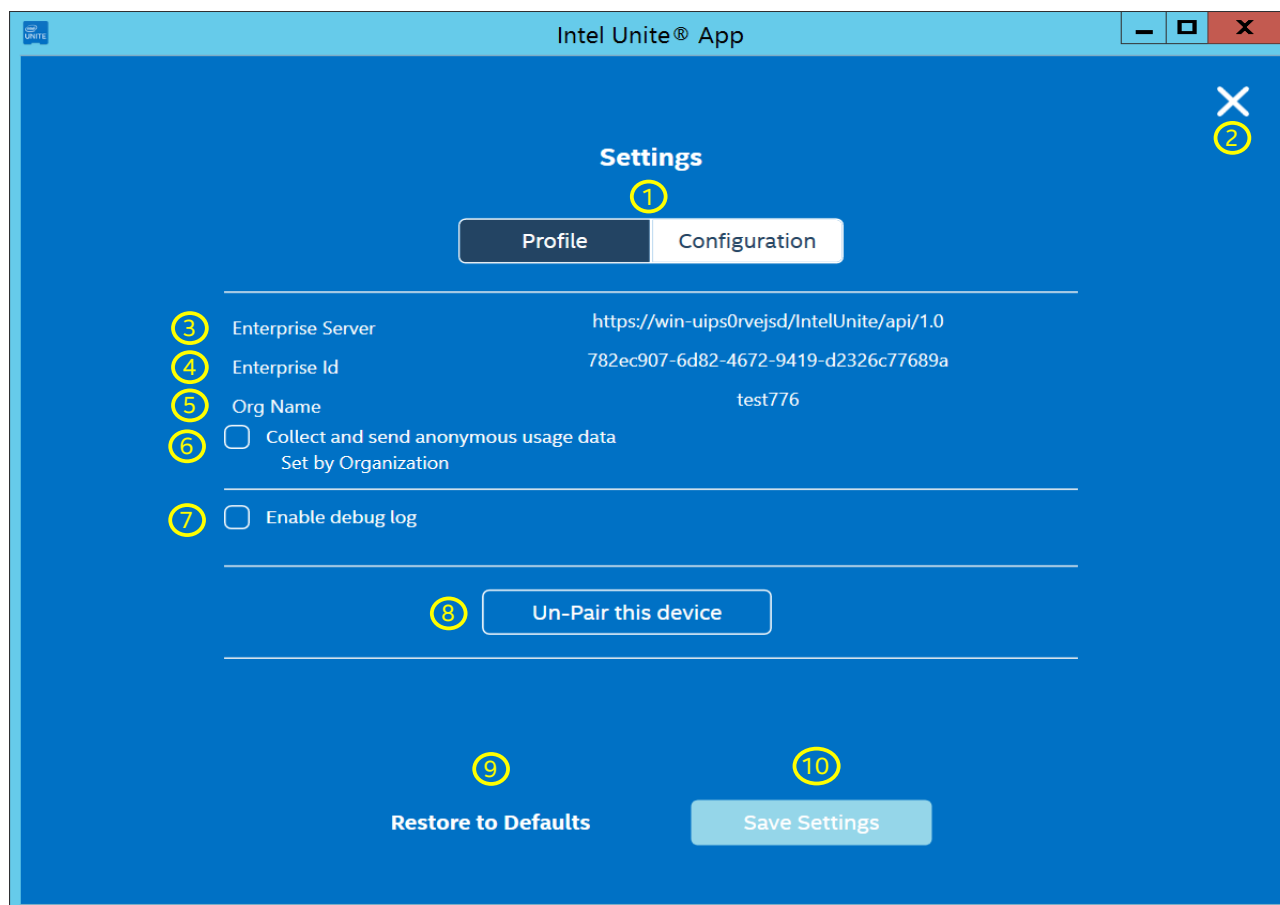 intel
UNITE
Intel Unite® App
X
2
Settings
1
Profile Configuration
3 Enterprise Server https://win-uips0rvejsd/IntelUnite/api/1.0
4 Enterprise Id 782ec907-6d82-4672-9419-d2326c77689a
5 Org Name test776
6 Collect and send anonymous usage data
Set by Organization
7 Enable debug log
8 Un-Pair this device
9 10
Restore to Defaults Save Settings